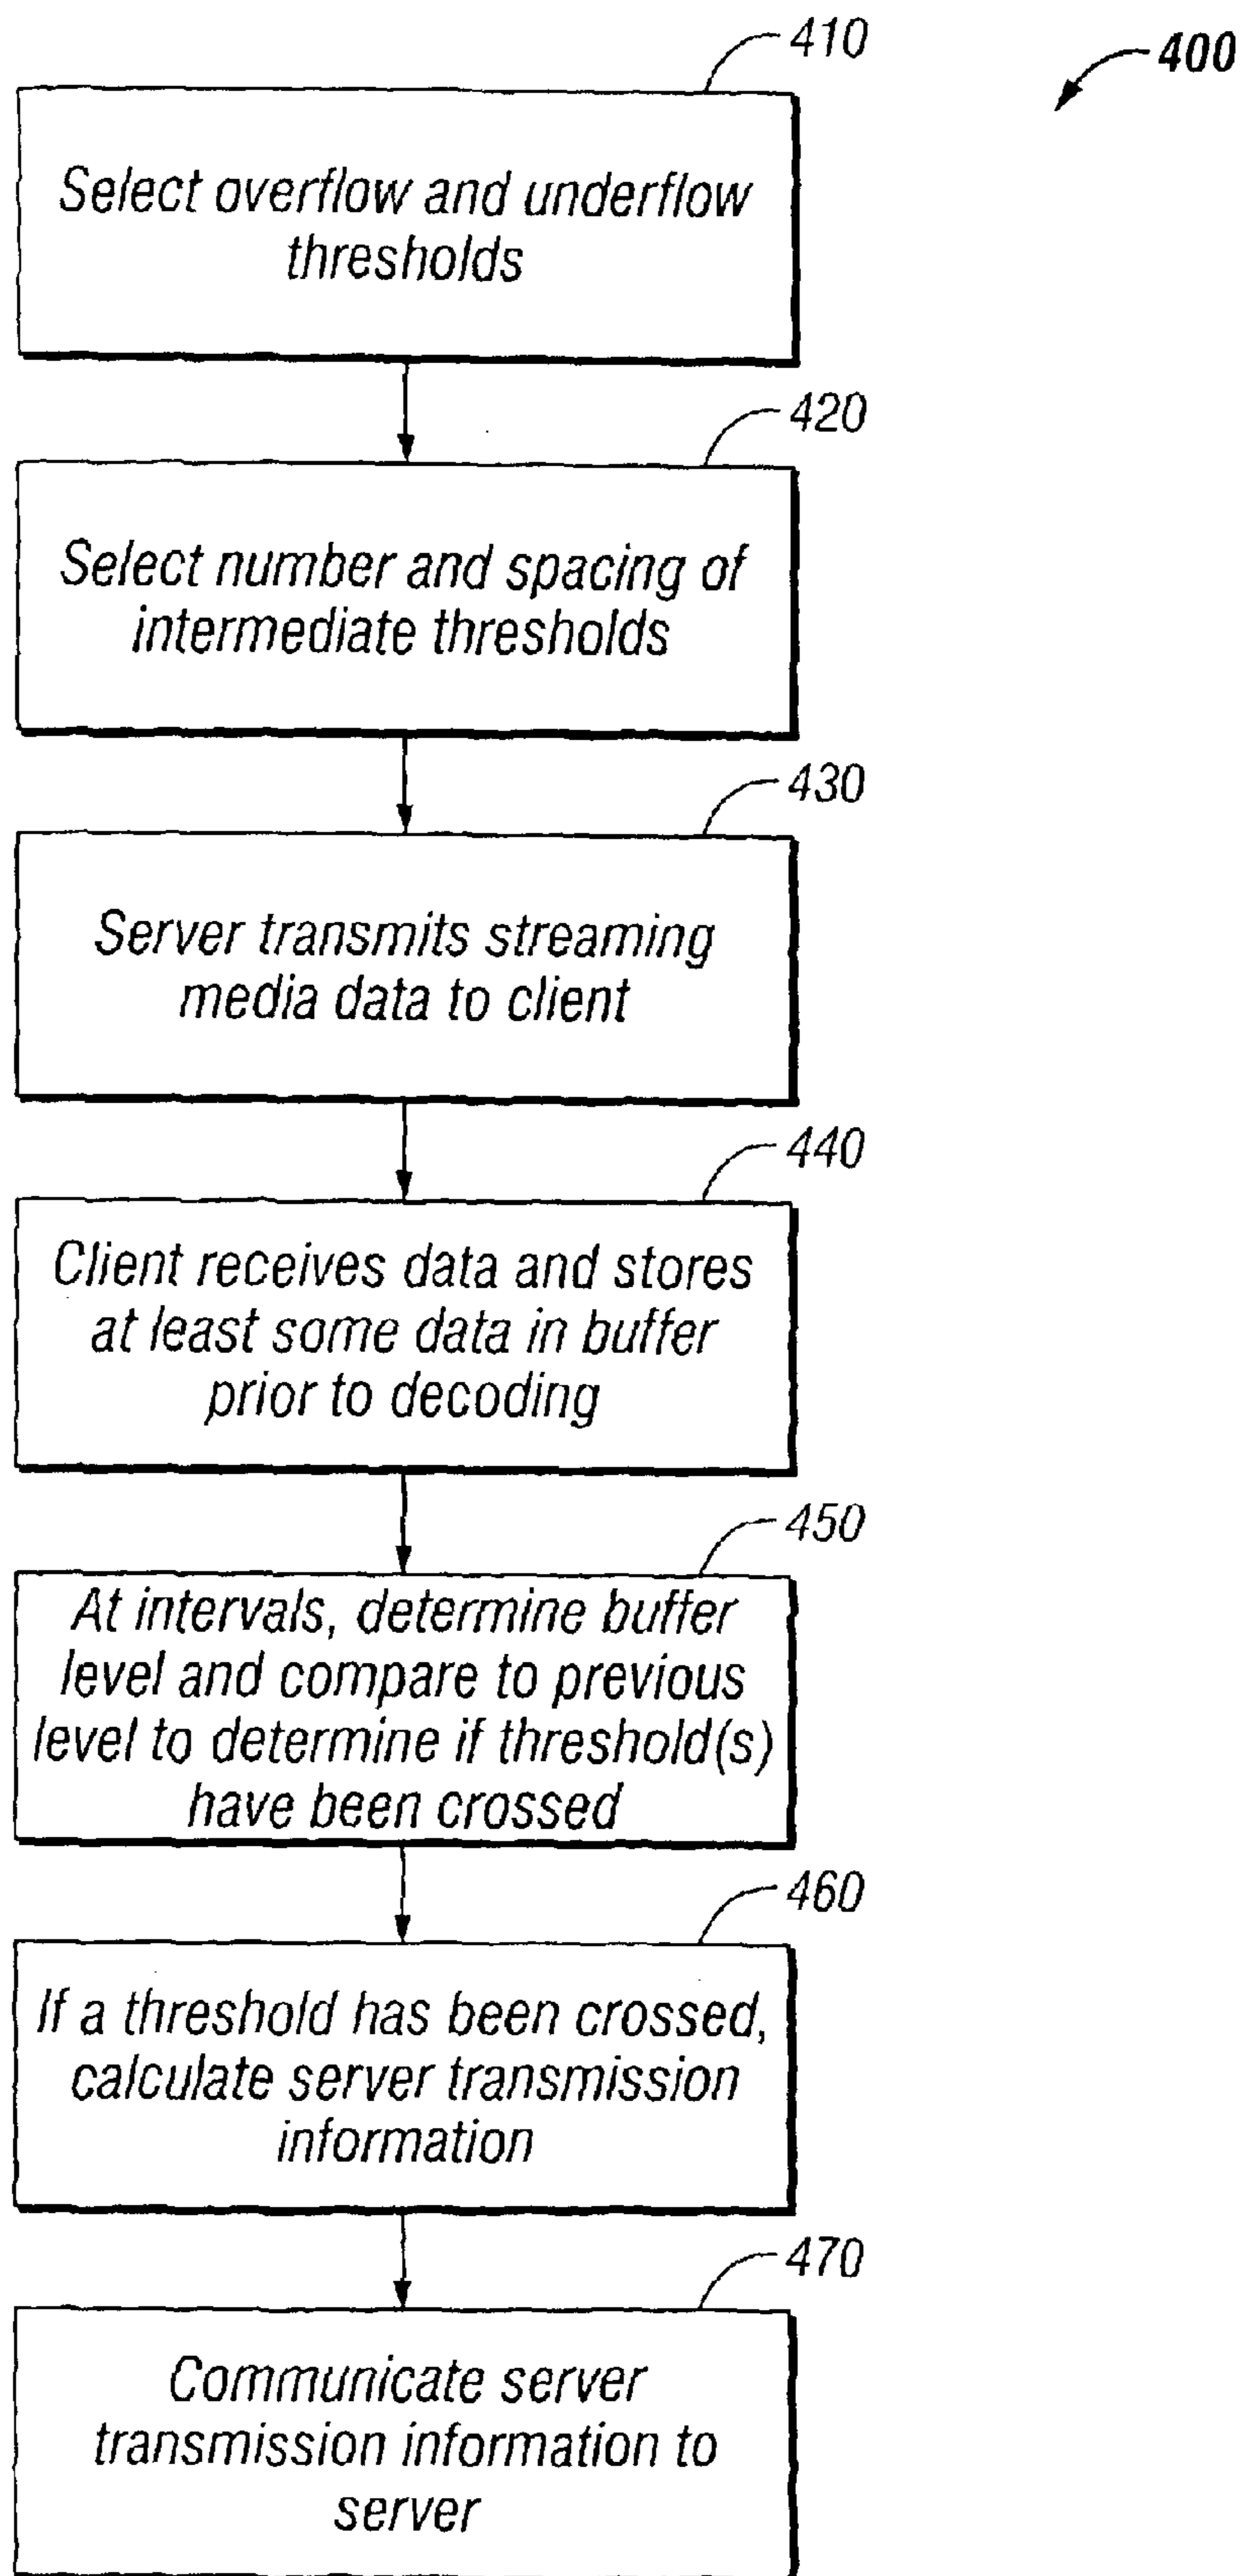 410
400
Select overflow and underflow
thresholds
420
Select number and spacing of
intermediate thresholds
430
Server transmits streaming
media data to client
440
Client receives data and stores
at least some data in buffer
prior to decoding
450
At intervals, determine buffer
level and compare to previous
level to determine if threshold(s)
have been crossed
460
If a threshold has been crossed,
calculate server transmission
information
470
Communicate server
transmission information to
server